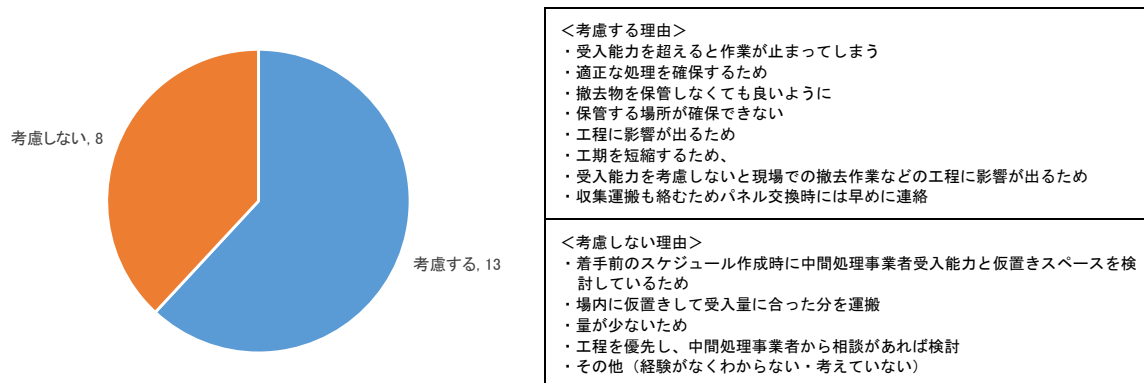 考慮しない, 8
考慮する, 13
＜考慮する理由＞
・受入能力を超えると作業が止まってしまう
・適正な処理を確保するため
・撤去物を保管しなくても良いように
・保管する場所が確保できない
・工程に影響が出るため
・工期を短縮するため、
・受入能力を考慮しないと現場での撤去作業などの工程に影響が出るため
・収集運搬も絡むためパネル交換時には早めに連絡
＜考慮しない理由＞
・着手前のスケジュール作成時に中間処理事業者受入能力と仮置きスペースを検
討しているため
・場内に仮置きして受入量に合った分を運搬
・量が少ないため
・工程を優先し、中間処理事業者から相談があれば検討
・その他（経験がなくわからない・考えていない）